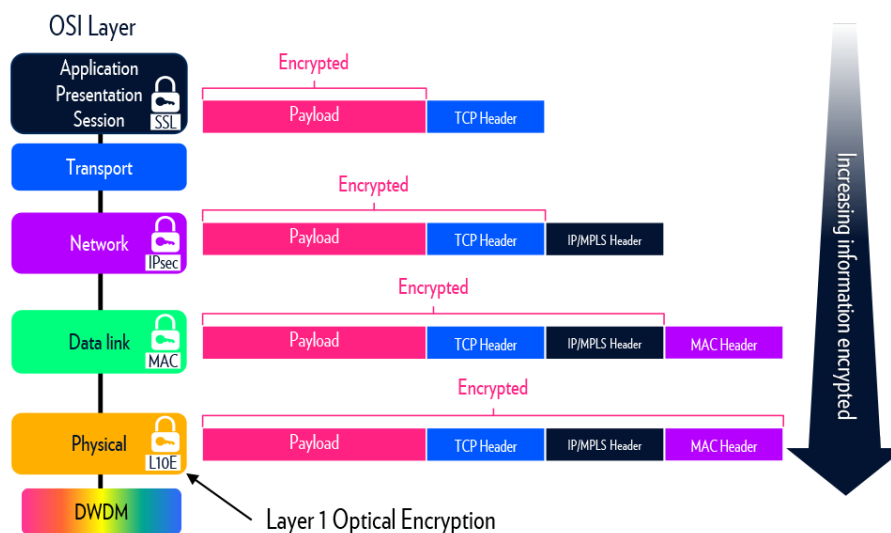 OSI Layer
Application
Presentation
Session
SSL
Encrypted
Payload
TCP Header
Transport
Network
IPsec
Encrypted
Payload
TCP Header
IP/MPLS Header
Data link
MAC
Encrypted
Payload
TCP Header
IP/MPLS Header
MAC Header
Physical
L1OE
Encrypted
Payload
TCP Header
IP/MPLS Header
MAC Header
DWDM
Layer 1 Optical Encryption
Increasing information encrypted